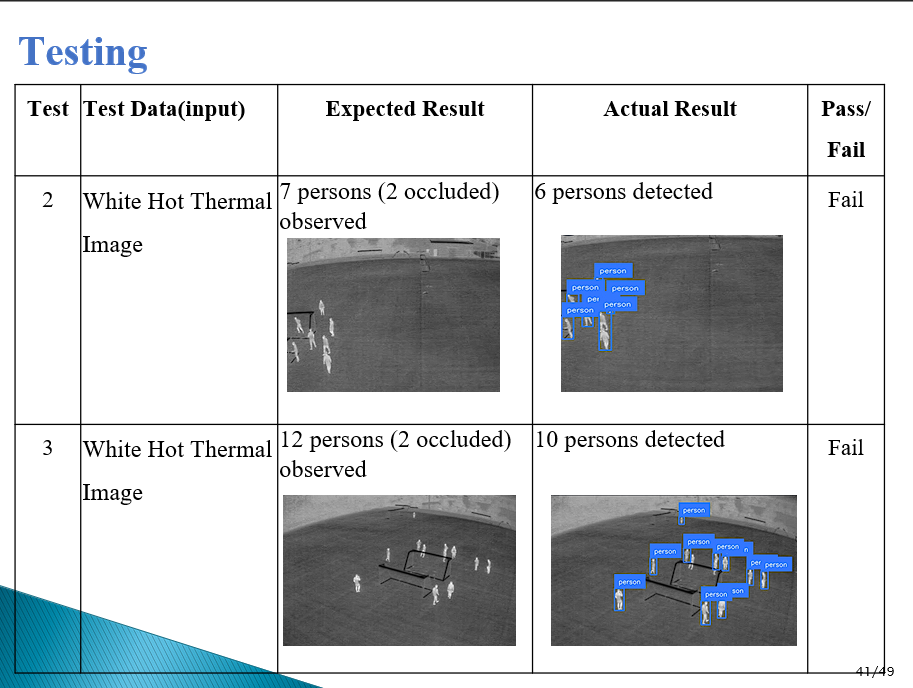 Testing
Test
Test Data(input)
Expected Result
Actual Result
Pass/
Fail
2
White Hot Thermal
Image
7 persons (2 occluded)
observed
6 persons detected
person
person
person
per
person
person
Fail
3
White Hot Thermal
Image
12 persons (2 occluded)
observed
10 persons detected
person
person
person
person
n
per
person
person
person
son
Fail
41/49